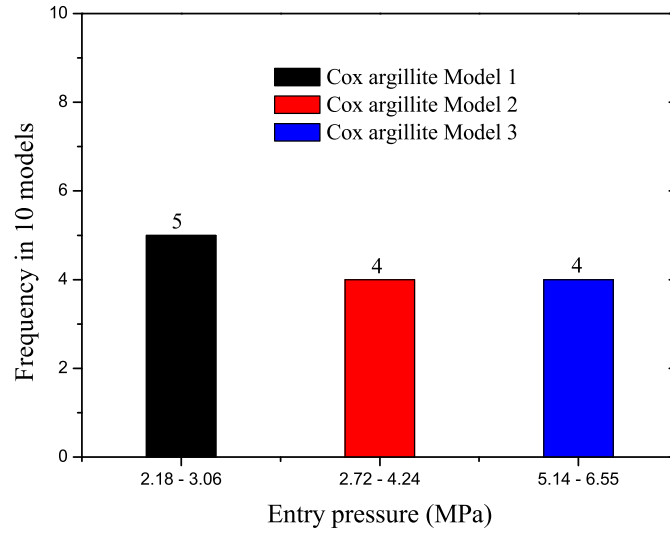 10
8
6
4
2
0
Frequency in 10 models
Cox argillite Model 1
Cox argillite Model 2
Cox argillite Model 3
5
4
4
2.18 - 3.06
2.72 - 4.24
5.14 - 6.55
Entry pressure (MPa)